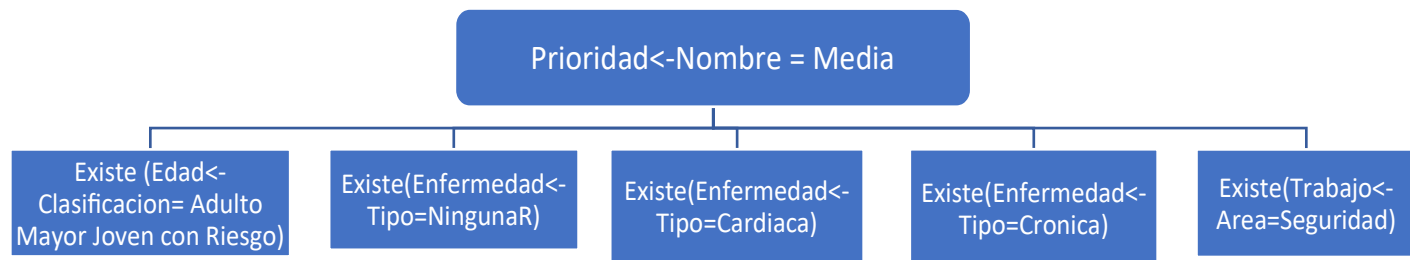 Prioridad<-Nombre = Media
Existe (Edad<-
Clasificacion= Adulto
Mayor Joven con Riesgo)
Existe(Enfermedad<-
Tipo=NingunaR)
Existe(Enfermedad<-
Tipo=Cardiaca)
Existe(Enfermedad<-
Tipo=Cronica)
Existe(Trabajo<-
Area=Seguridad)